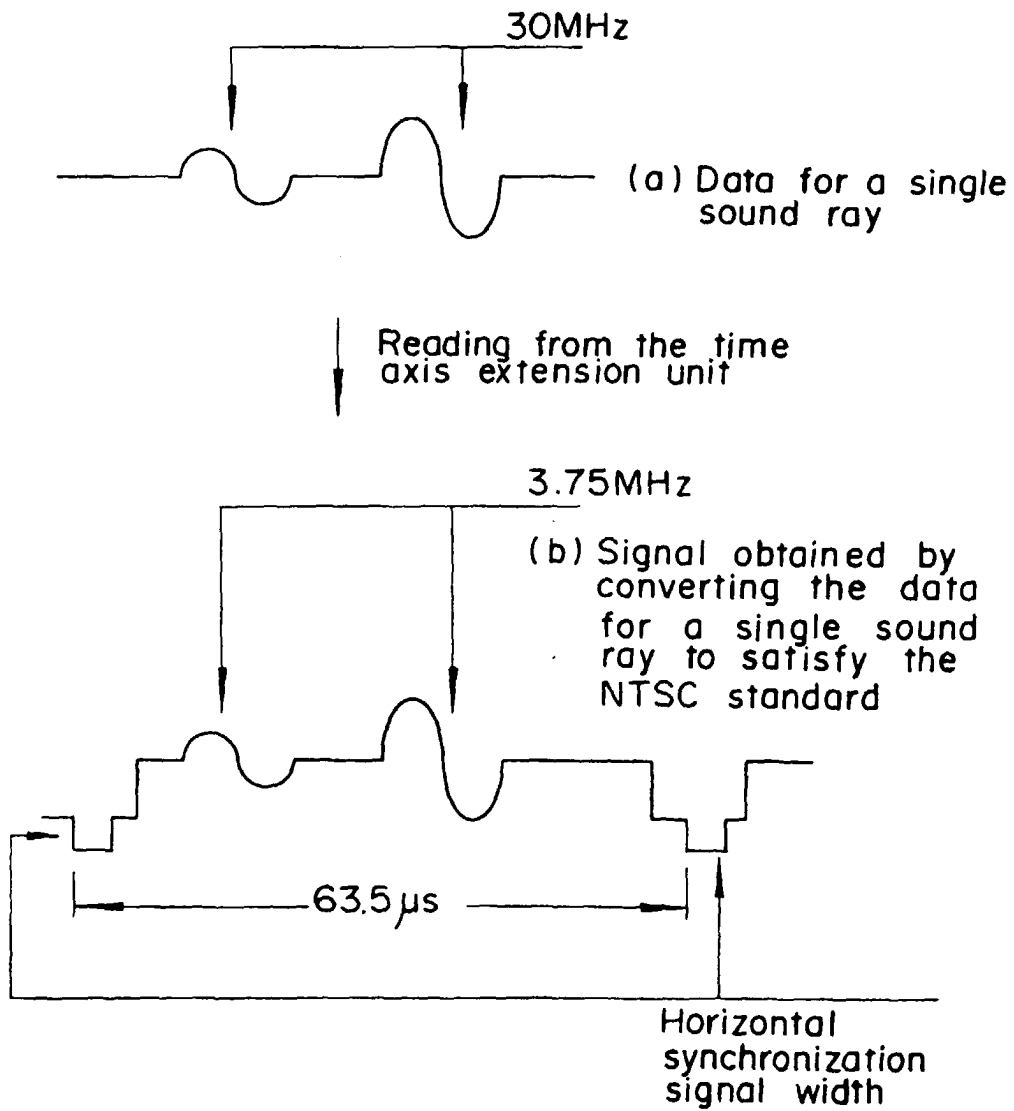 30MHz
(a) Data for a single
sound ray
Reading from the time
axis extension unit
3.75MHz
(b) Signal obtained by
converting the data
for a single sound
ray to satisfy the
NTSC standard
63.5μs
Horizontal
synchronization
signal width